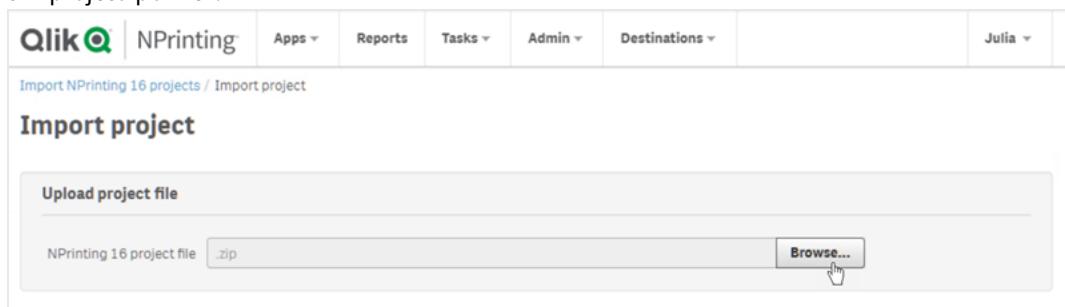 Qlik NPrinting Apps Reports Tasks Admin Destinations Julia
Import NPrinting 16 projects / Import project
Import project
Upload project file
NPrinting 16 project file .zip Browse...